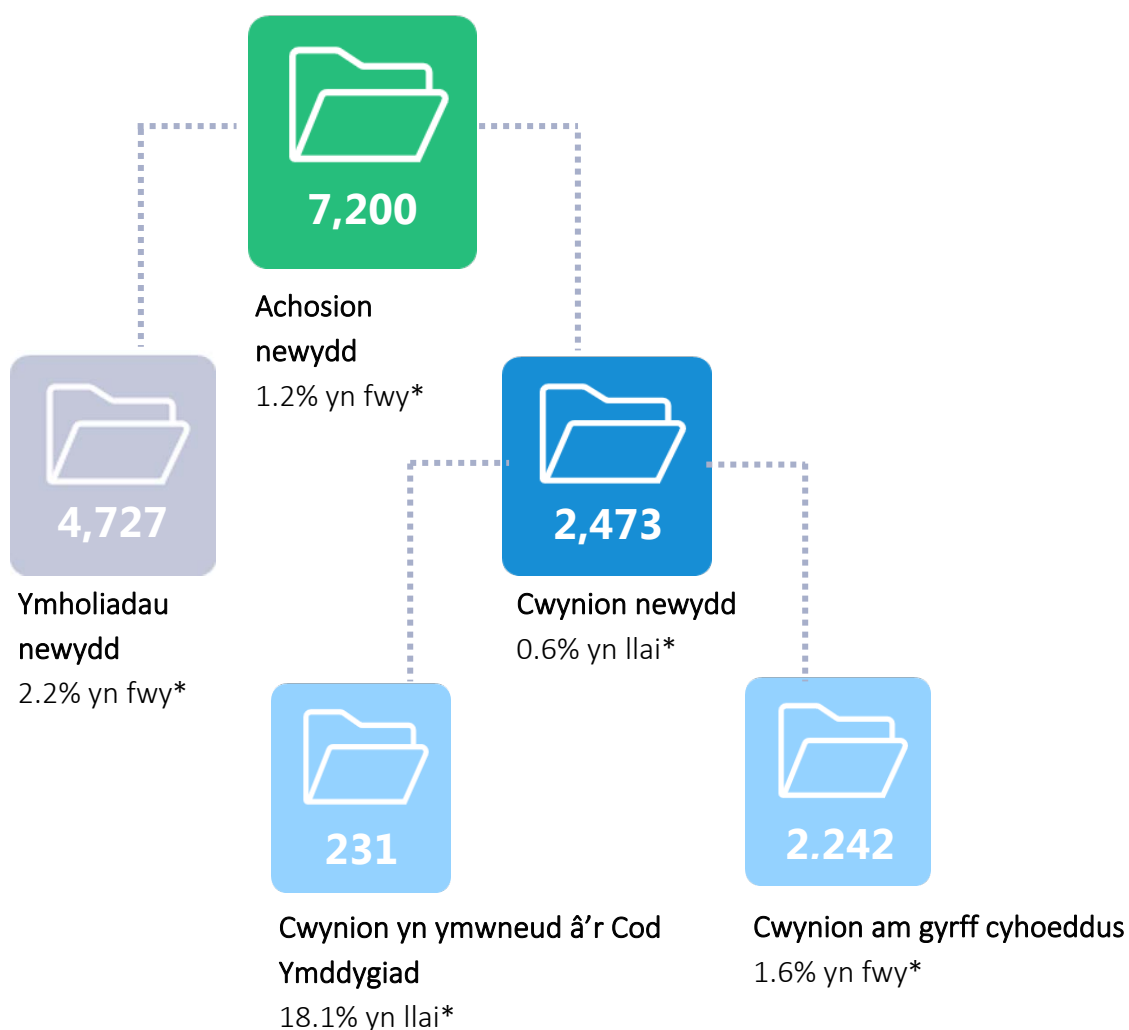 7,200
Achosion
newydd
1.2% yn fwy*
4,727
Ymholiadau
newydd
2.2% yn fwy*
2,473
Cwynion newydd
0.6% yn llai*
231
Cwynion yn ymwneud â’r Cod
Ymddygiad
18.1% yn llai*
2.242
Cwynion am gyrff cyhoeddus
1.6% yn fwy*